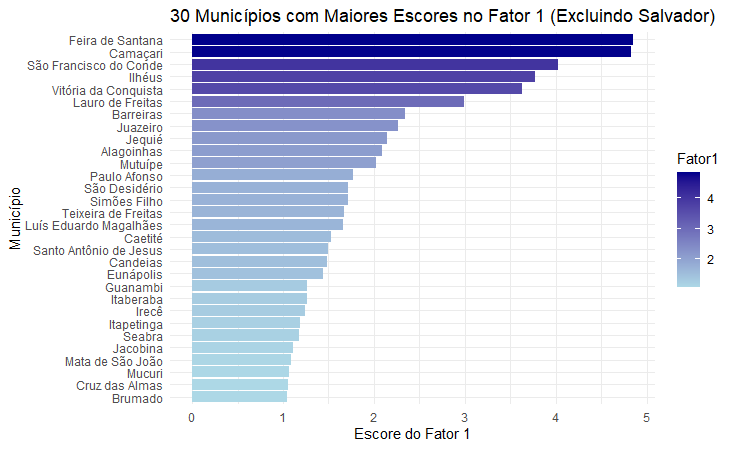 30 Municípios com Maiores Escores no Fator 1 (Excluindo Salvador)
Município
Feira de Santana
Camaçari
São Francisco do Conde
Ilhéus
Vitória da Conquista
Lauro de Freitas
Barreiras
Juazeiro
Jequié
Alagoinhas
Mutuípe
Paulo Afonso
São Desidério
Simões Filho
Teixeira de Freitas
Luís Eduardo Magalhães
Caetité
Santo Antônio de Jesus
Candeias
Eunápolis
Guanambi
Itaberaba
Irecê
Itapetinga
Seabra
Jacobina
Mata de São João
Mucuri
Cruz das Almas
Brumado
0 1 2 3 4 5
Escore do Fator 1
Fator1
4
3
2